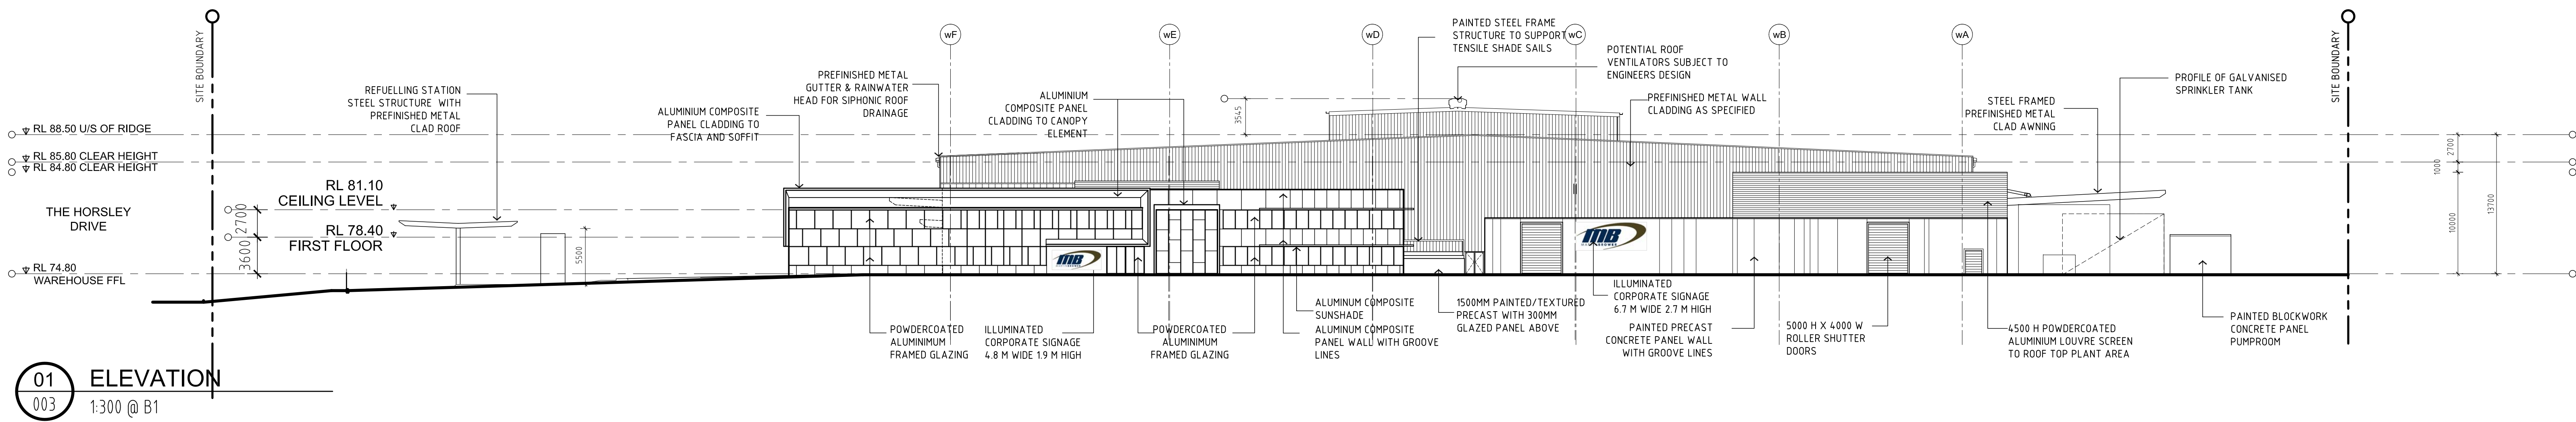 SITE BOUNDARY
wF
wE
wD
wC
wB
wA
SITE BOUNDARY
REFUELLING STATION
STEEL STRUCTURE WITH
PREFINISHED METAL
CLAD ROOF
ALUMINIUM COMPOSITE
PANEL CLADDING TO
FASCIA AND SOFFIT
PREFINISHED METAL
GUTTER & RAINWATER
HEAD FOR SIPHONIC ROOF
DRAINAGE
ALUMINIUM
COMPOSITE PANEL
CLADDING TO CANOPY
ELEMENT
PAINTED STEEL FRAME
STRUCTURE TO SUPPORT
TENSILE SHADE SAILS
POTENTIAL ROOF
VENTILATORS SUBJECT TO
ENGINEERS DESIGN
PREFINISHED METAL WALL
CLADDING AS SPECIFIED
STEEL FRAMED
PREFINISHED METAL
CLAD AWNING
PROFILE OF GALVANISED
SPRINKLER TANK
RL 88.50 U/S OF RIDGE
RL 85.80 CLEAR HEIGHT
RL 84.80 CLEAR HEIGHT
RL 81.10
CEILING LEVEL
THE HORSLEY
DRIVE
RL 78.40
FIRST FLOOR
RL 74.80
WAREHOUSE FFL
2700
3600
5500
3545
2700
1000
10000
13700
MB
MB
POWDERCOATED
ALUMINIMUM
FRAMED GLAZING
ILLUMINATED
CORPORATE SIGNAGE
4.8 M WIDE 1.9 M HIGH
POWDERCOATED
ALUMINIMUM
FRAMED GLAZING
ALUMINUM COMPOSITE
SUNSHADE
ALUMINUM COMPOSITE
PANEL WALL WITH GROOVE
LINES
1500MM PAINTED/TEXTURED
PRECAST WITH 300MM
GLAZED PANEL ABOVE
ILLUMINATED
CORPORATE SIGNAGE
6.7 M WIDE 2.7 M HIGH
PAINTED PRECAST
CONCRETE PANEL WALL
WITH GROOVE LINES
5000 H X 4000 W
ROLLER SHUTTER
DOORS
4500 H POWDERCOATED
ALUMINIUM LOUVRE SCREEN
TO ROOF TOP PLANT AREA
PAINTED BLOCKWORK
CONCRETE PANEL
PUMPROOM
01
003
ELEVATION
1:300 @ B1